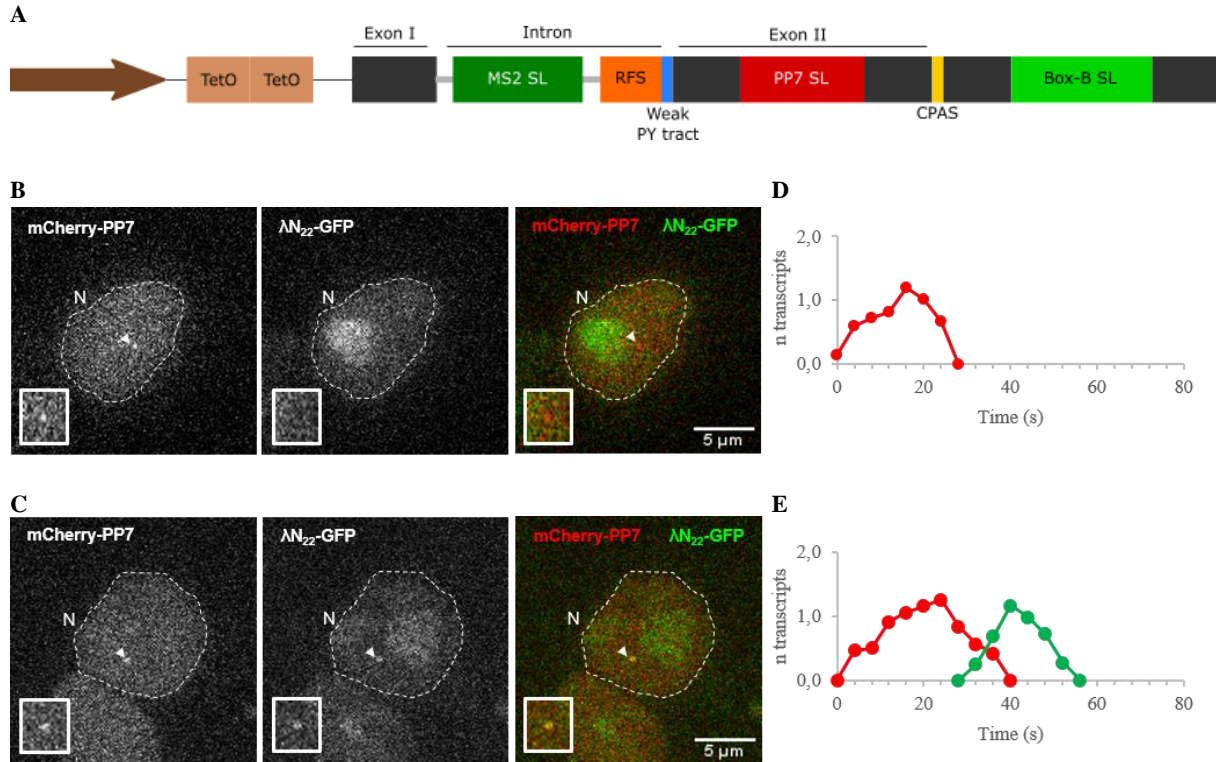 A
Exon I Intron Exon II
TetO TetO MS2 SL RFS PP7 SL Box-B SL
Weak CPAS
PY tract
B
mCherry-PP7 λN22-GFP mCherry-PP7 λN22-GFP
N N N
5 µm
D
2,0
n transcripts
1,0
0,0
0 20 40 60 80
Time (s)
C
mCherry-PP7 λN22-GFP mCherry-PP7 λN22-GFP
N N N
5 µm
E
2,0
n transcripts
1,0
0,0
0 20 40 60 80
Time (s)